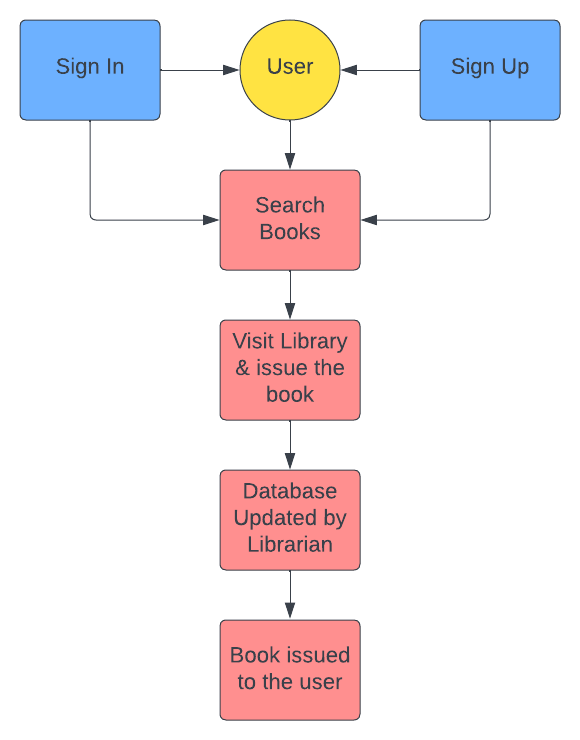 Sign In
User
Sign Up
Search
Books
Visit Library
& issue the
book
Database
Updated by
Librarian
Book issued
to the user